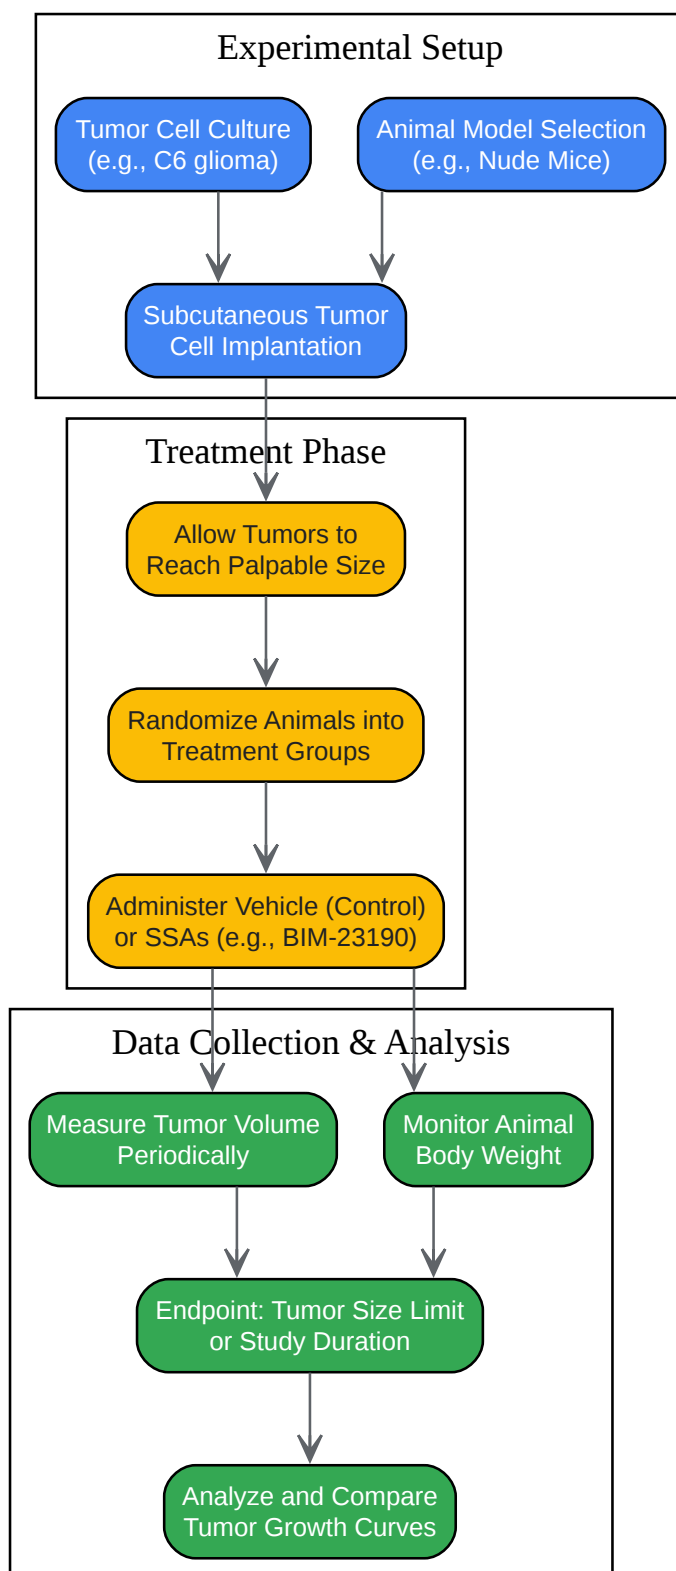 Experimental Setup
Tumor Cell Culture
(e.g., C6 glioma)
Animal Model Selection
(e.g., Nude Mice)
Subcutaneous Tumor
Cell Implantation
Treatment Phase
Allow Tumors to
Reach Palpable Size
Randomize Animals into
Treatment Groups
Administer Vehicle (Control)
or SSAs (e.g., BIM-23190)
Data Collection & Analysis
Measure Tumor Volume
Periodically
Monitor Animal
Body Weight
Endpoint: Tumor Size Limit
or Study Duration
Analyze and Compare
Tumor Growth Curves